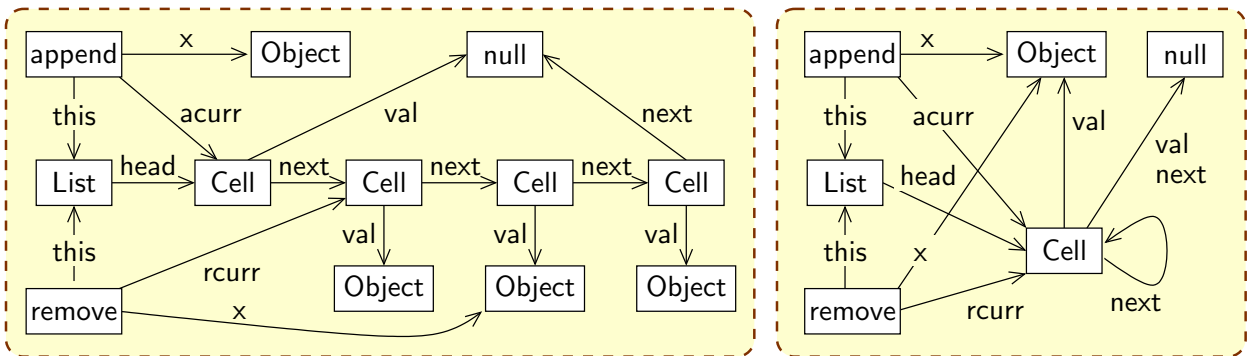 append
x
Object
null
this
acurr
val
next
List
head
Cell
next
Cell
next
Cell
next
Cell
this
val
val
val
rcurr
Object
Object
Object
remove
x
append
x
Object
null
this
acurr
val
val
next
List
head
this
x
Cell
next
remove
rcurr